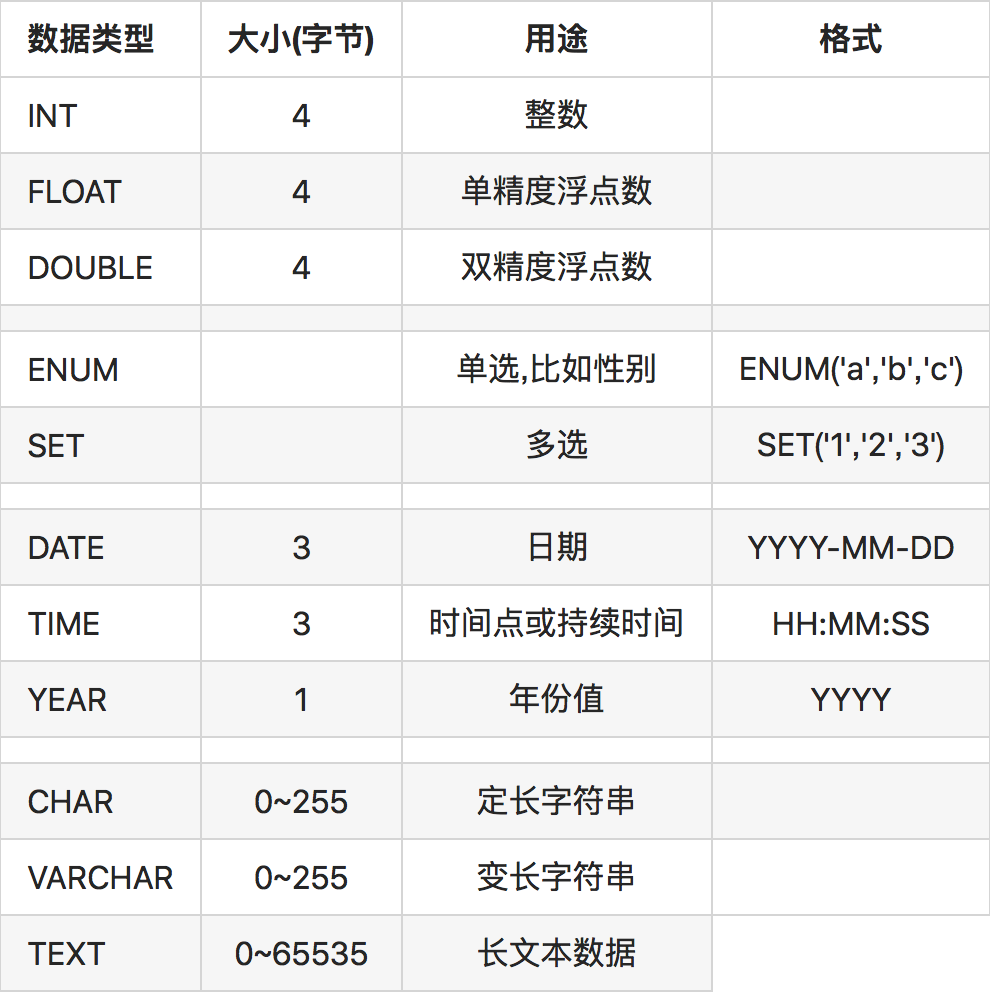 数据类型 大小(字节) 用途 格式
INT 4 整数
FLOAT 4 单精度浮点数
DOUBLE 4 双精度浮点数
ENUM 单选,比如性别 ENUM('a','b','c')
SET 多选 SET('1','2','3')
DATE 3 日期 YYYY-MM-DD
TIME 3 时间点或持续时间 HH:MM:SS
YEAR 1 年份值 YYYY
CHAR 0~255 定长字符串
VARCHAR 0~255 变长字符串
TEXT 0~65535 长文本数据